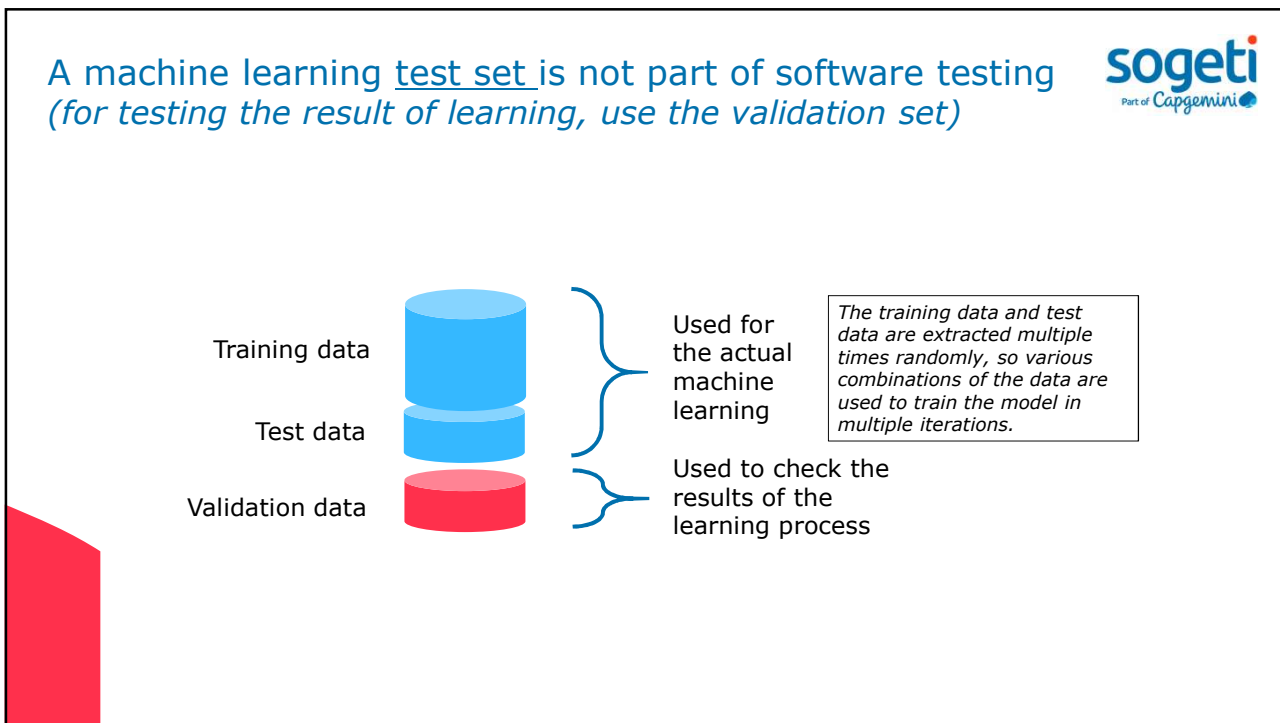 A machine learning test set is not part of software testing
(for testing the result of learning, use the validation set)
sogeti
Part of Capgemini
Training data
Test data
Validation data
Used for
the actual
machine
learning
The training data and test
data are extracted multiple
times randomly, so various
combinations of the data are
used to train the model in
multiple iterations.
Used to check the
results of the
learning process